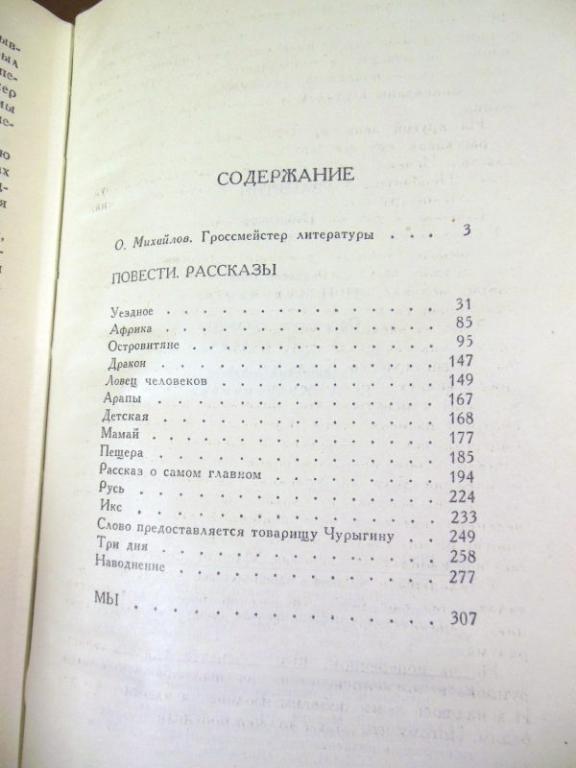 СОДЕРЖАНИЕ
О. Михайлов. Гроссмейстер литературы . . . 3
ПОВЕСТИ. РАССКАЗЫ
Уездное . . . . . . . . . . . . . 31
Африка . . . . . . . . . . . . . 85
Островитяне . . . . . . . . . . . 95
Дракон . . . . . . . . . . . . . 147
Ловец человеков . . . . . . . . . 149
Арапы . . . . . . . . . . . . . 167
Детская . . . . . . . . . . . . . 168
Мамай . . . . . . . . . . . . . 177
Пещера . . . . . . . . . . . . . 185
Рассказ о самом главном . . . . . . 194
Русь . . . . . . . . . . . . . . 224
Икс . . . . . . . . . . . . . . 233
Слово предоставляется товарищу Чурыгину . . 249
Три дня . . . . . . . . . . . . . 258
Наводнение . . . . . . . . . . . 277
МЫ . . . . . . . . . . . . . . 307